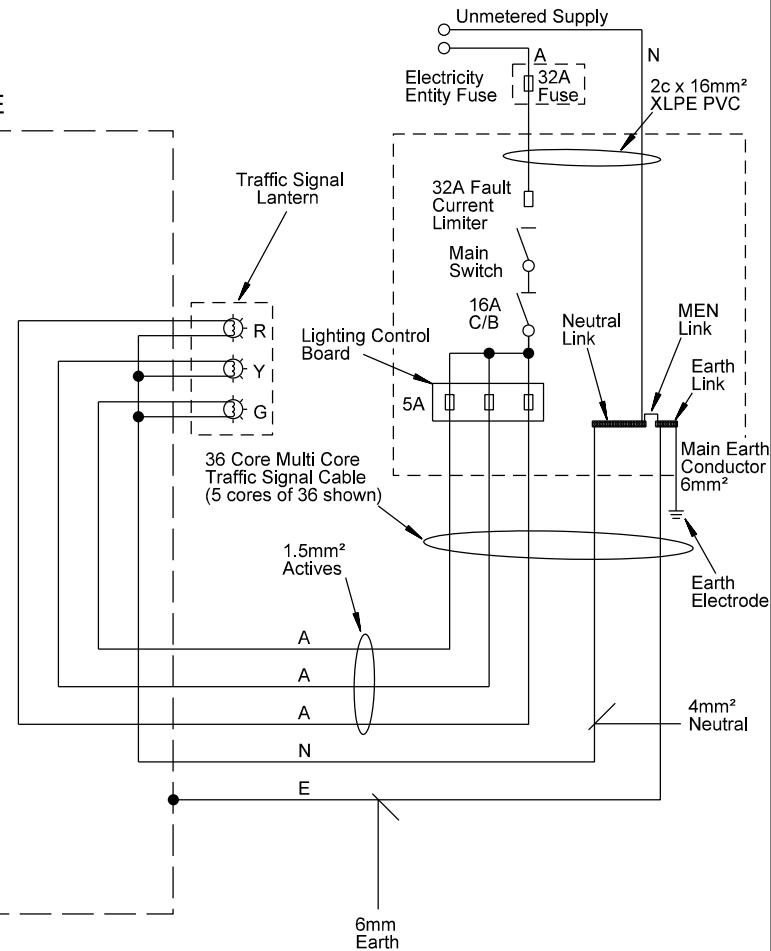 Unmetered Supply
A
N
Electricity
Entity Fuse
32A
Fuse
2c x 16mm²
XLPE PVC
E
Traffic Signal
Lantern
32A Fault
Current
Limiter
Main
Switch
16A
C/B
Neutral
Link
MEN
Link
Earth
Link
R
Y
G
Lighting Control
Board
5A
Main Earth
Conductor
6mm²
36 Core Multi Core
Traffic Signal Cable
(5 cores of 36 shown)
1.5mm²
Actives
Earth
Electrode
A
A
A
N
E
4mm²
Neutral
6mm
Earth